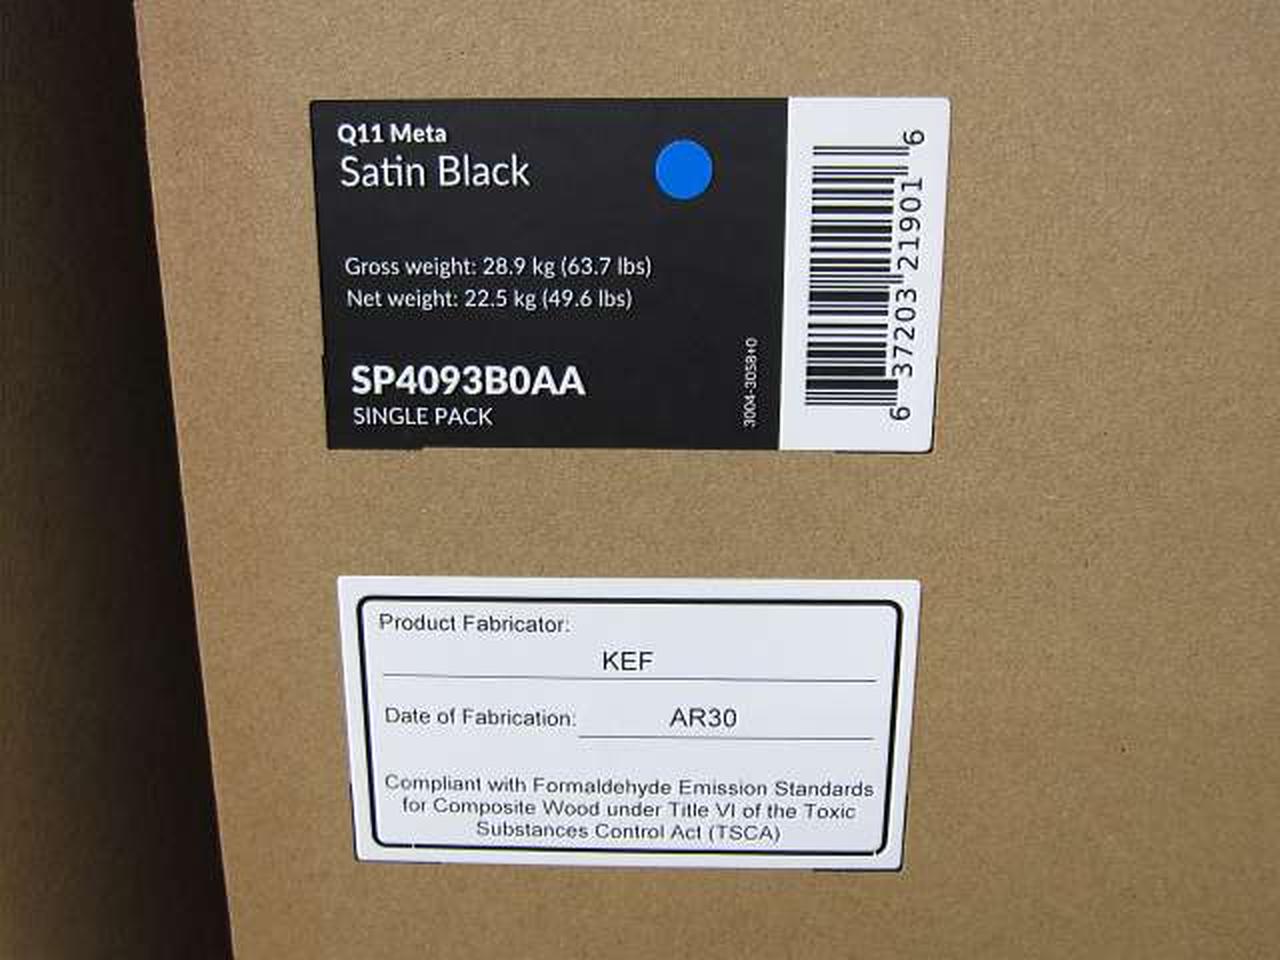 Q11 Meta
Satin Black
Gross weight: 28.9 kg (63.7 lbs)
Net weight: 22.5 kg (49.6 lbs)
SP4093B0AA
SINGLE PACK
3004-3058+0
6 37203 21901 6
Product Fabricator:
KEF
Date of Fabrication: AR30
Compliant with Formaldehyde Emission Standards
for Composite Wood under Title VI of the Toxic
Substances Control Act (TSCA)